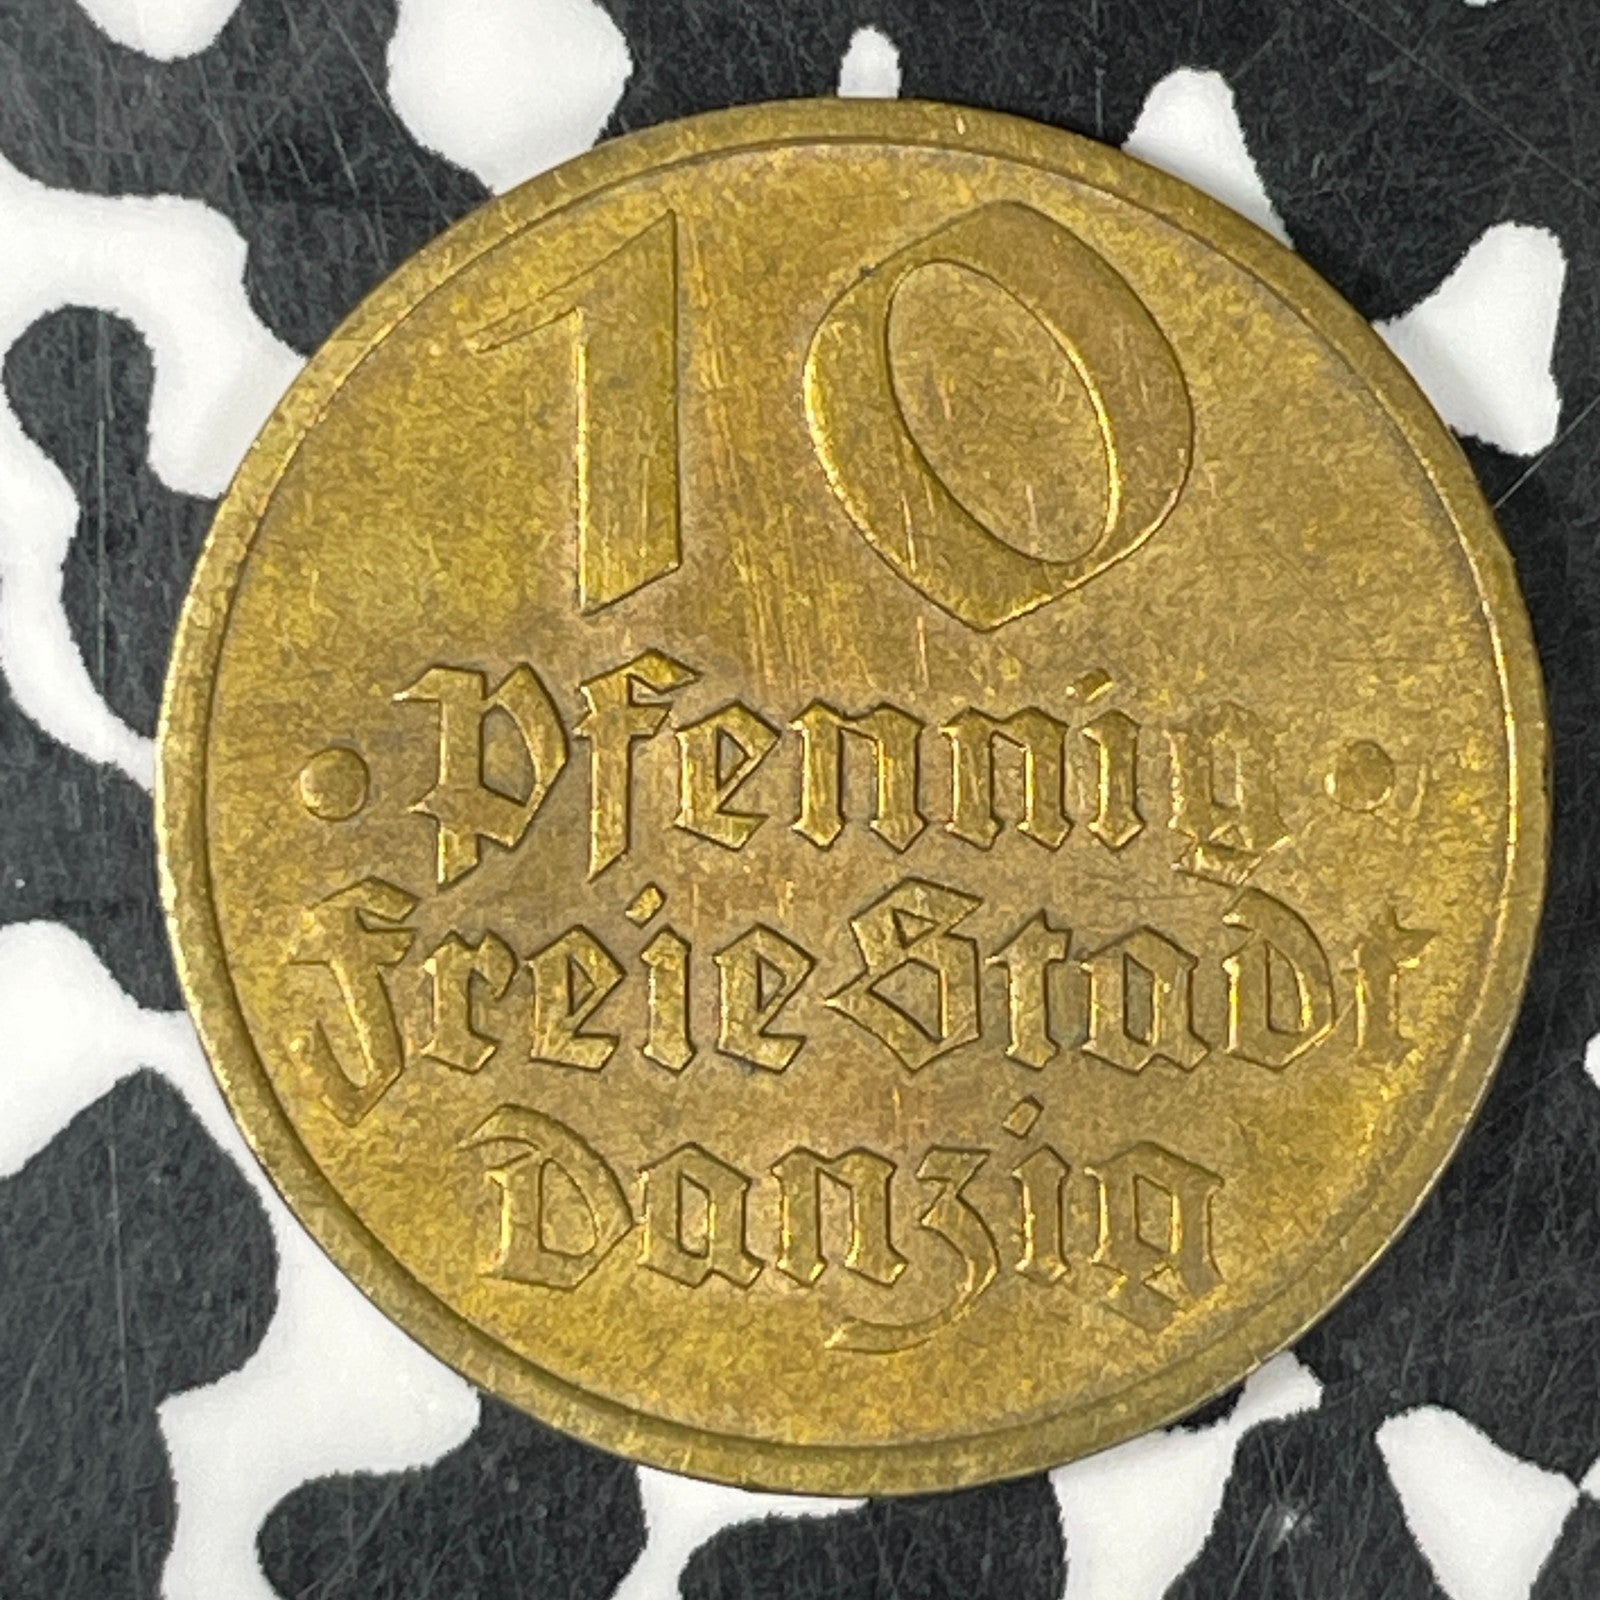 10
· Pfennig ·
Freie Stadt
Danzig